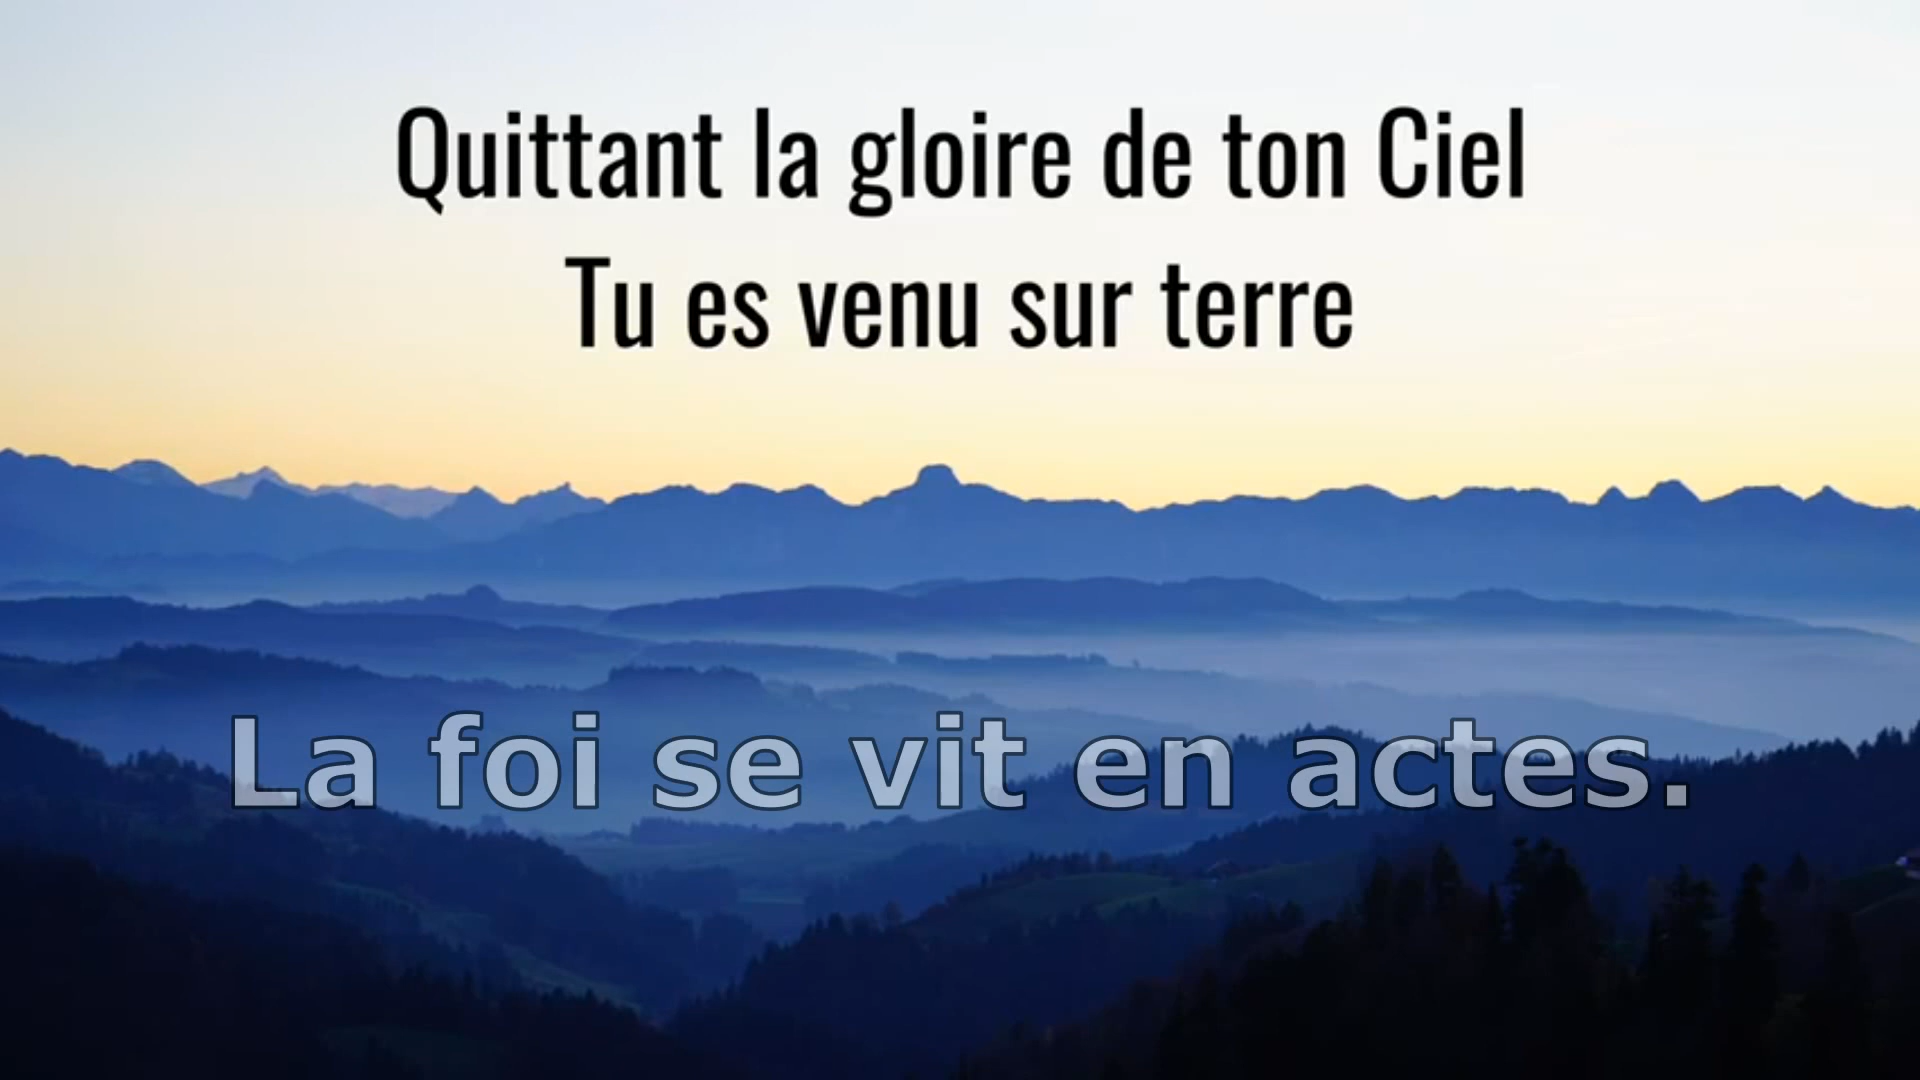 Quittant la gloire de ton Ciel
Tu es venu sur terre
La foi se vit en actes.